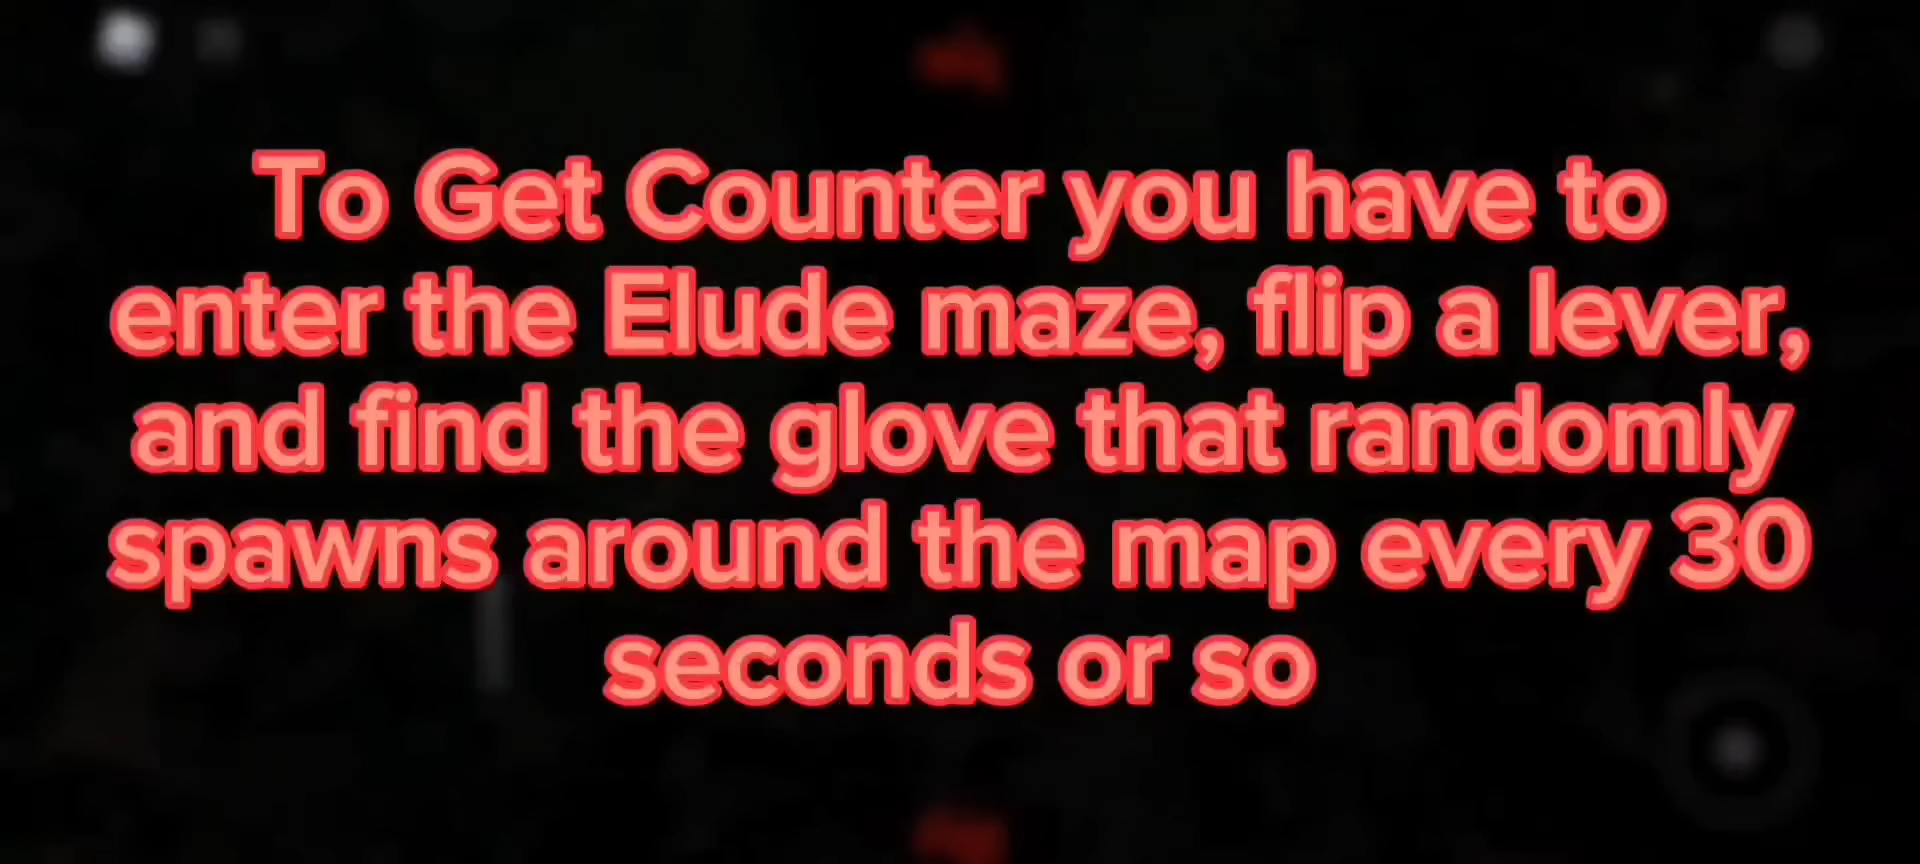 To Get Counter you have to
enter the Elude maze, flip a lever,
and find the glove that randomly
spawns around the map every 30
seconds or so